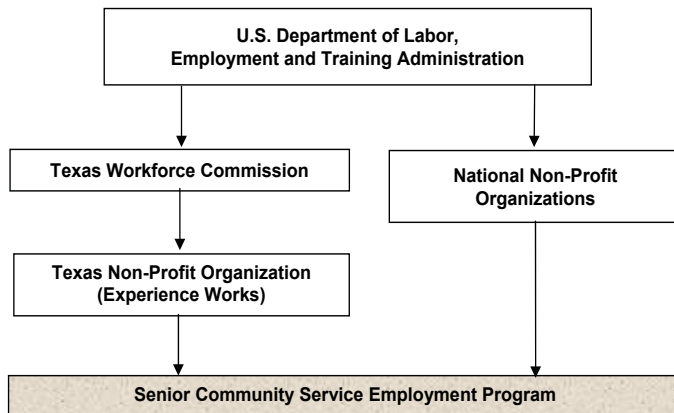 U.S. Department of Labor,
Employment and Training Administration
Texas Workforce Commission
National Non-Profit
Organizations
Texas Non-Profit Organization
(Experience Works)
Senior Community Service Employment Program